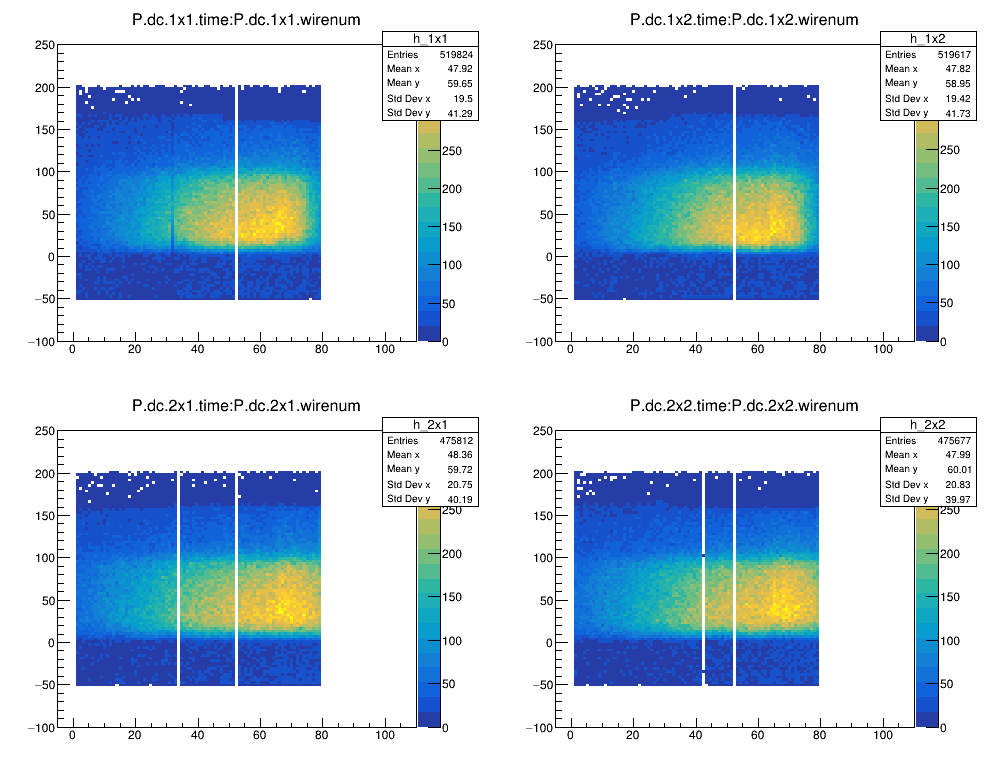 P.dc.1x1.time:P.dc.1x1.wirenum
h_1x1
Entries 519824
Mean x 47.92
Mean y 59.65
Std Dev x 19.5
Std Dev y 41.29
250
200
150
100
50
0
−50
−100
0 20 40 60 80 100
250
200
150
100
50
0
P.dc.1x2.time:P.dc.1x2.wirenum
h_1x2
Entries 519617
Mean x 47.82
Mean y 58.95
Std Dev x 19.42
Std Dev y 41.73
250
200
150
100
50
0
−50
−100
0 20 40 60 80 100
250
200
150
100
50
0
P.dc.2x1.time:P.dc.2x1.wirenum
h_2x1
Entries 475812
Mean x 48.36
Mean y 59.72
Std Dev x 20.75
Std Dev y 40.19
250
200
150
100
50
0
−50
−100
0 20 40 60 80 100
250
200
150
100
50
0
P.dc.2x2.time:P.dc.2x2.wirenum
h_2x2
Entries 475677
Mean x 47.99
Mean y 60.01
Std Dev x 20.83
Std Dev y 39.97
250
200
150
100
50
0
−50
−100
0 20 40 60 80 100
250
200
150
100
50
0